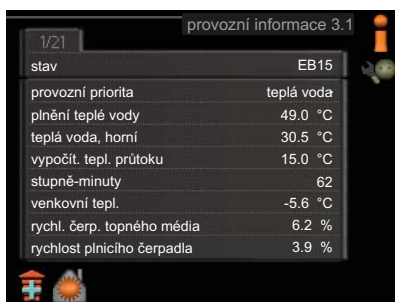 provozní informace 3.1
1/21
stav EB15
provozní priorita teplá voda
plnění teplé vody 49.0 °C
teplá voda, horní 30.5 °C
vypočít. tepl. průtoku 15.0 °C
stupně-minuty 62
venkovní tepl. -5.6 °C
rychl. čerp. topného média 6.2 %
rychlost plnicího čerpadla 3.9 %